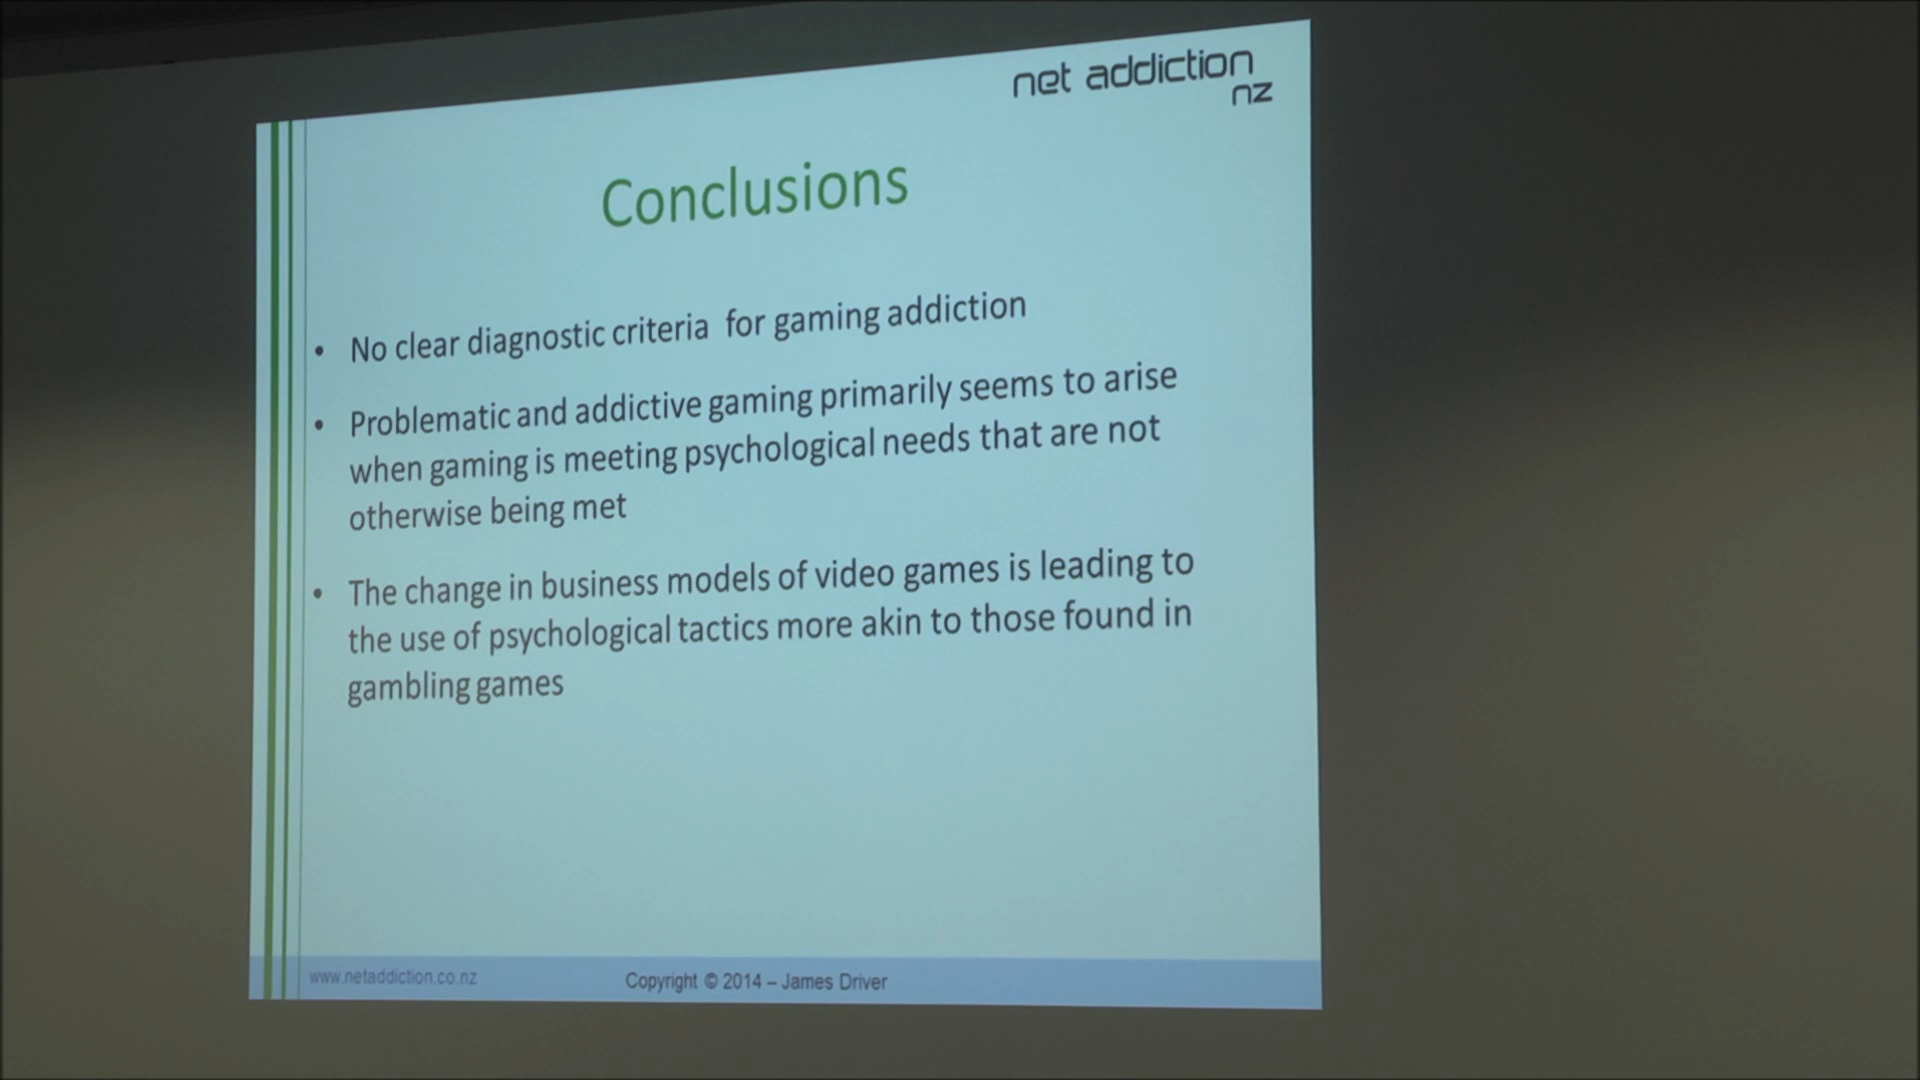 net addiction
nz
Conclusions
• No clear diagnostic criteria for gaming addiction
• Problematic and addictive gaming primarily seems to arise
when gaming is meeting psychological needs that are not
otherwise being met
• The change in business models of video games is leading to
the use of psychological tactics more akin to those found in
gambling games
www.netaddiction.co.nz
Copyright © 2014 – James Driver